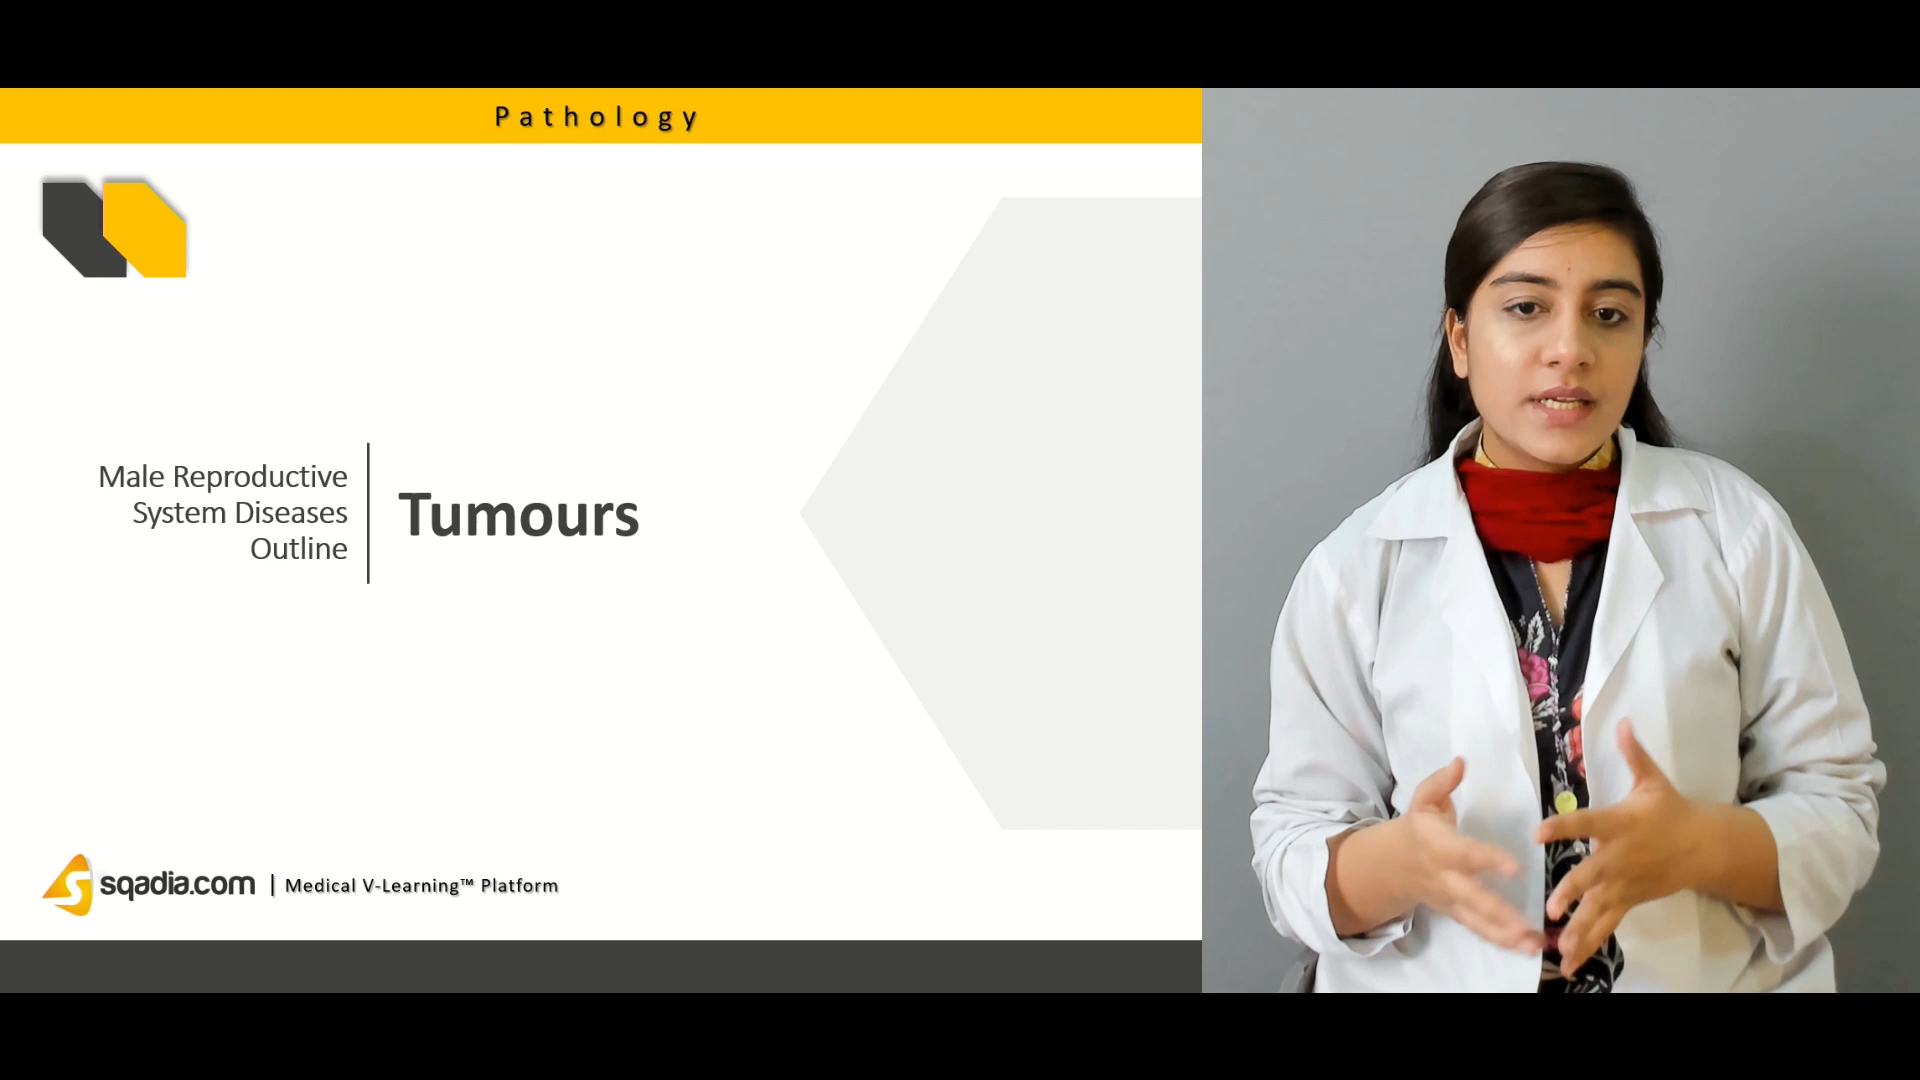 Pathology
Male Reproductive
System Diseases
Outline
Tumours
sqadia.com | Medical V-Learning™ Platform